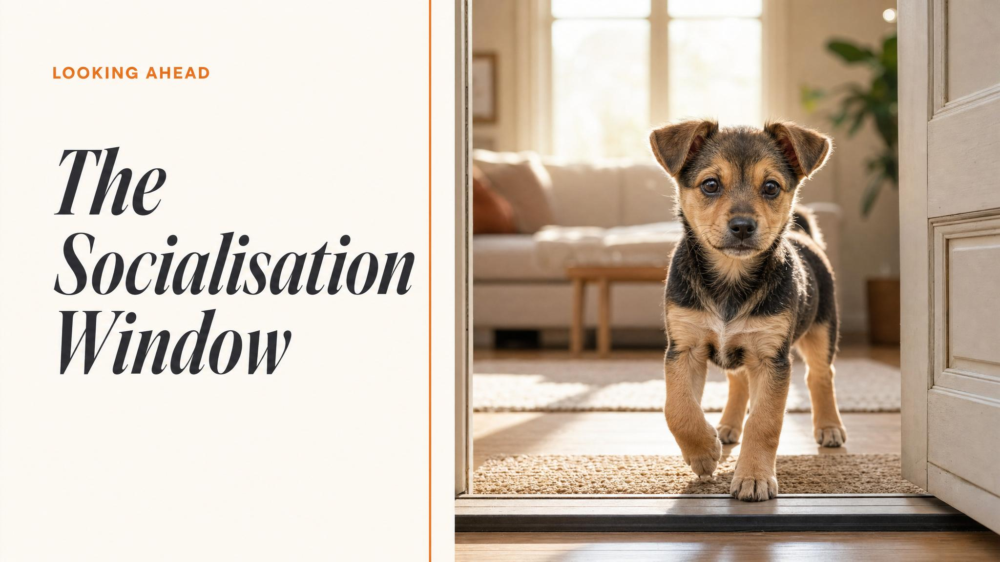 LOOKING AHEAD
The
Socialisation
Window